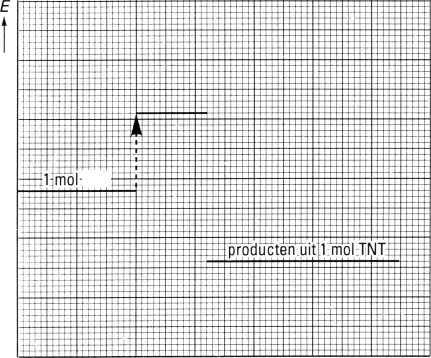 E
1 mol
producten uit 1 mol TNT